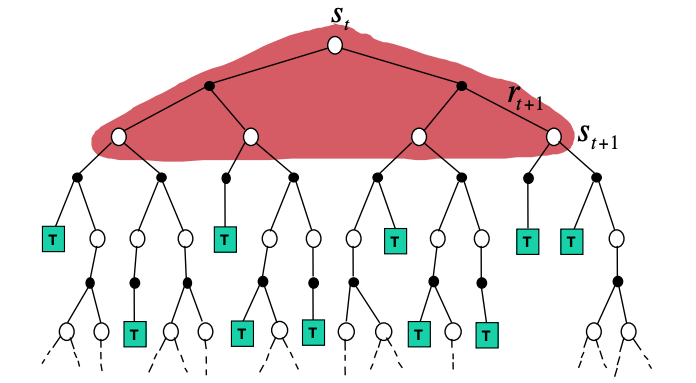 s_t
r_{t+1}
s_{t+1}
T T T T T
T T T T T